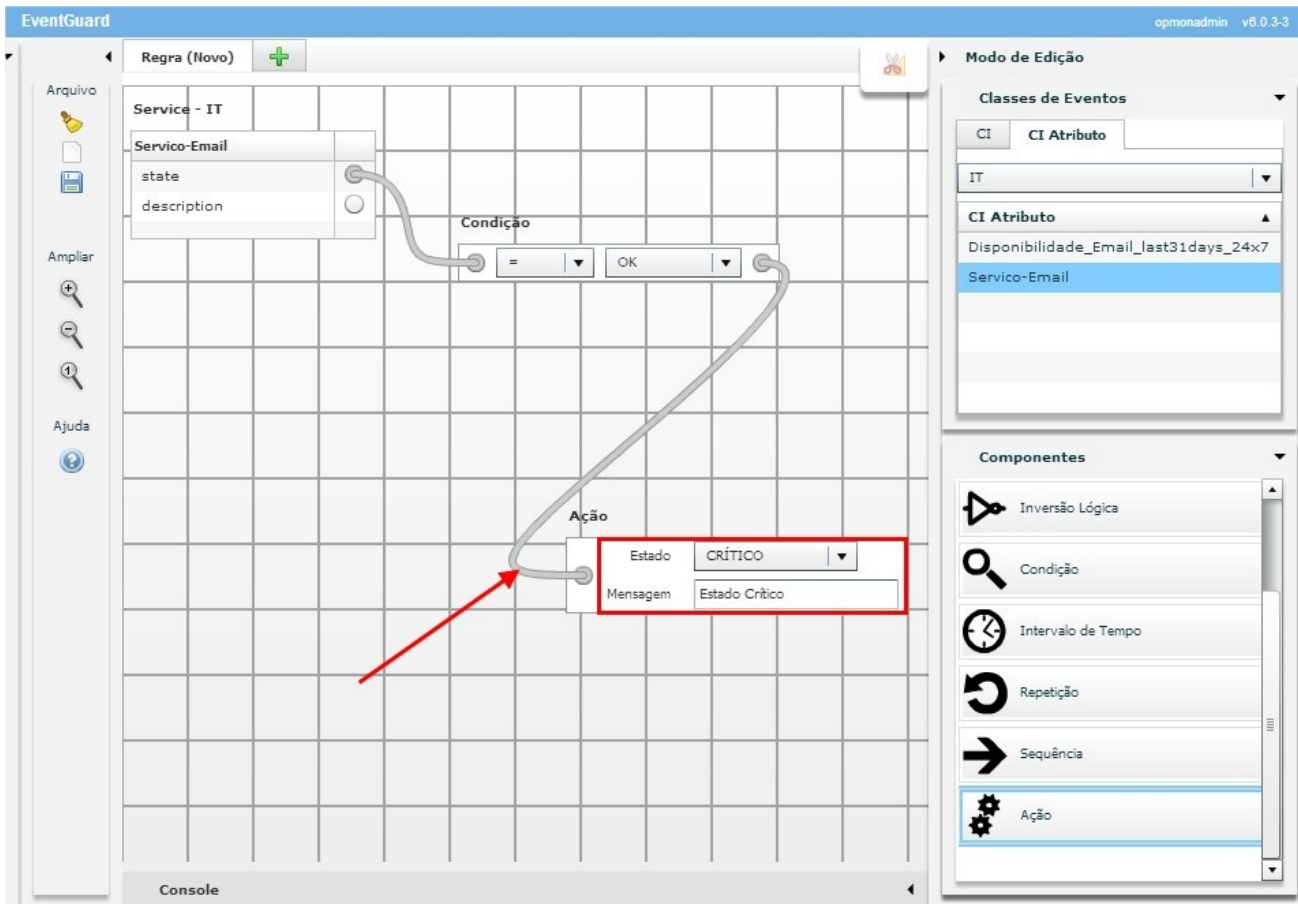 EventGuard
opmonadmin v6.0.3-3
Regra (Novo)
Arquivo
Ampliar
1
Ajuda
?
Service - IT
Servico-Email
state
description
Condição
= OK
Ação
Estado CRÍTICO
Mensagem Estado Crítico
Console
Modo de Edição
Classes de Eventos
CI CI Atributo
IT
CI Atributo
Disponibilidade_Email_last31days_24x7
Servico-Email
Componentes
Inversão Lógica
Condição
Intervalo de Tempo
Repetição
Sequência
Ação